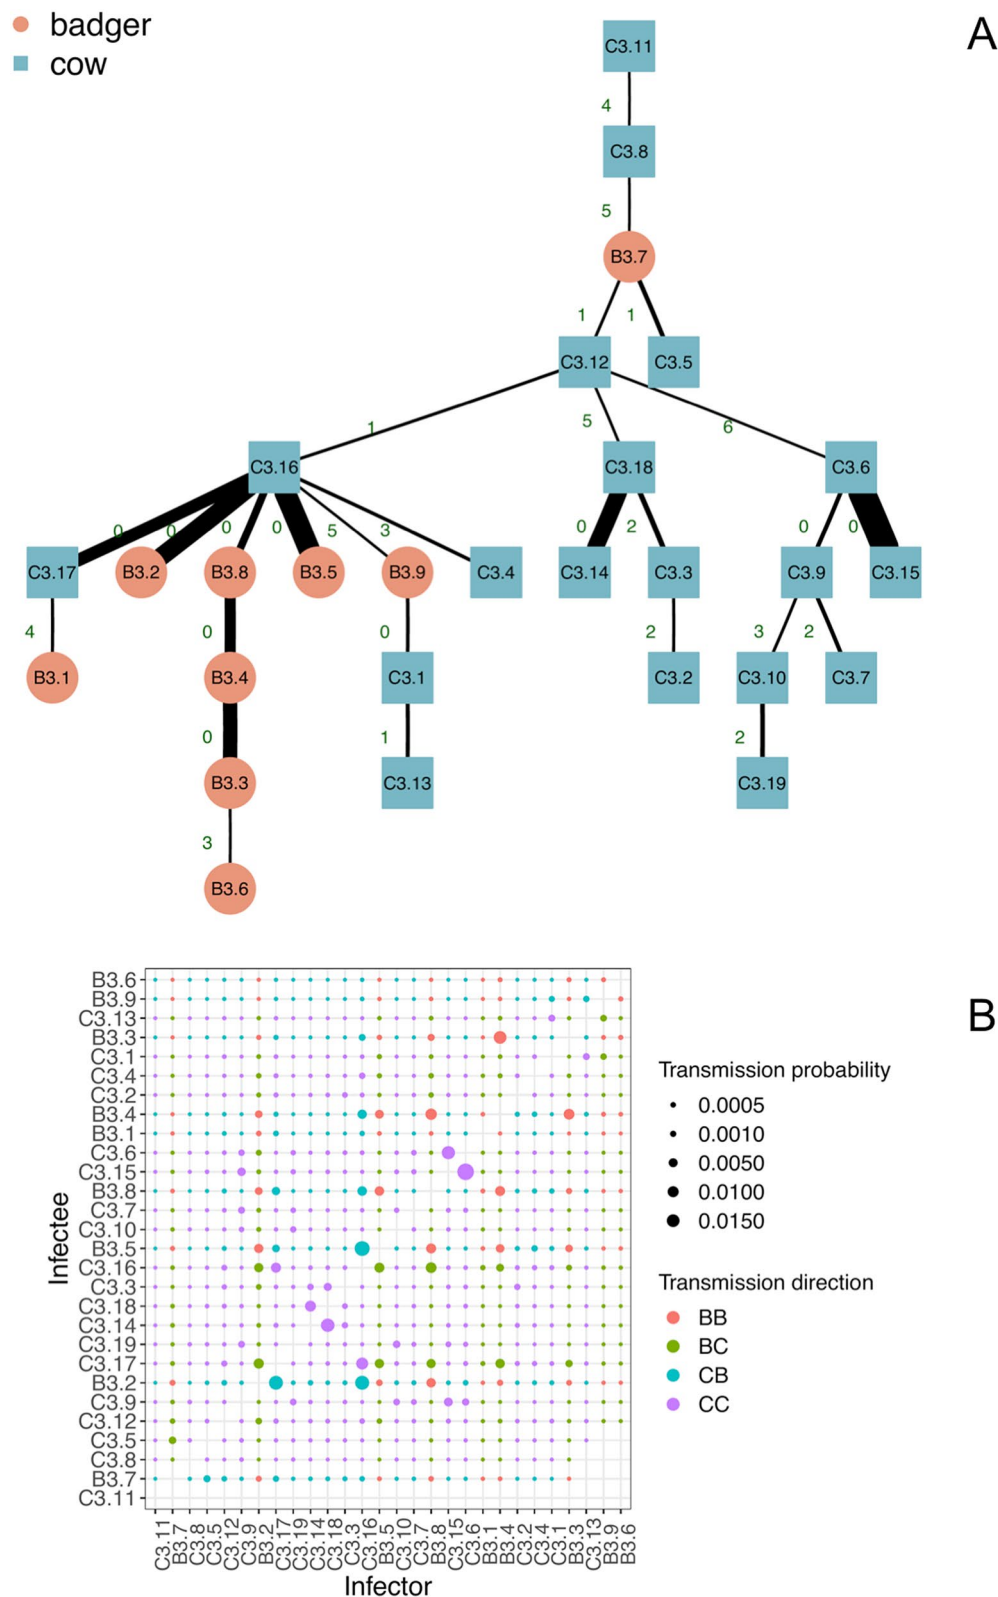 badger
cow
A
C3.11
4
C3.8
5
B3.7
1 1
C3.12 C3.5
1 5 6
C3.16 C3.18 C3.6
0 0 0 0 5 3 0 2 0 0
C3.17 B3.2 B3.8 B3.5 B3.9 C3.4 C3.14 C3.3 C3.9 C3.15
4 0 0 2 3 2
B3.1 B3.4 C3.1 C3.2 C3.10 C3.7
0 1 2
B3.3 C3.13 C3.19
3
B3.6
B
Infectee
B3.6
B3.9
C3.13
B3.3
C3.1
C3.4
C3.2
B3.4
B3.1
C3.6
C3.15
B3.8
C3.7
C3.10
B3.5
C3.16
C3.3
C3.18
C3.14
C3.19
C3.17
B3.2
C3.9
C3.12
C3.5
C3.8
B3.7
C3.11
C3.11
B3.7
C3.8
C3.5
C3.12
C3.9
B3.2
C3.17
C3.19
C3.14
C3.18
C3.3
C3.16
B3.5
C3.10
C3.7
B3.8
C3.15
C3.6
B3.1
B3.4
C3.2
C3.4
C3.1
B3.3
C3.13
B3.9
B3.6
Infector
Transmission probability
0.0005
0.0010
0.0050
0.0100
0.0150
Transmission direction
BB
BC
CB
CC